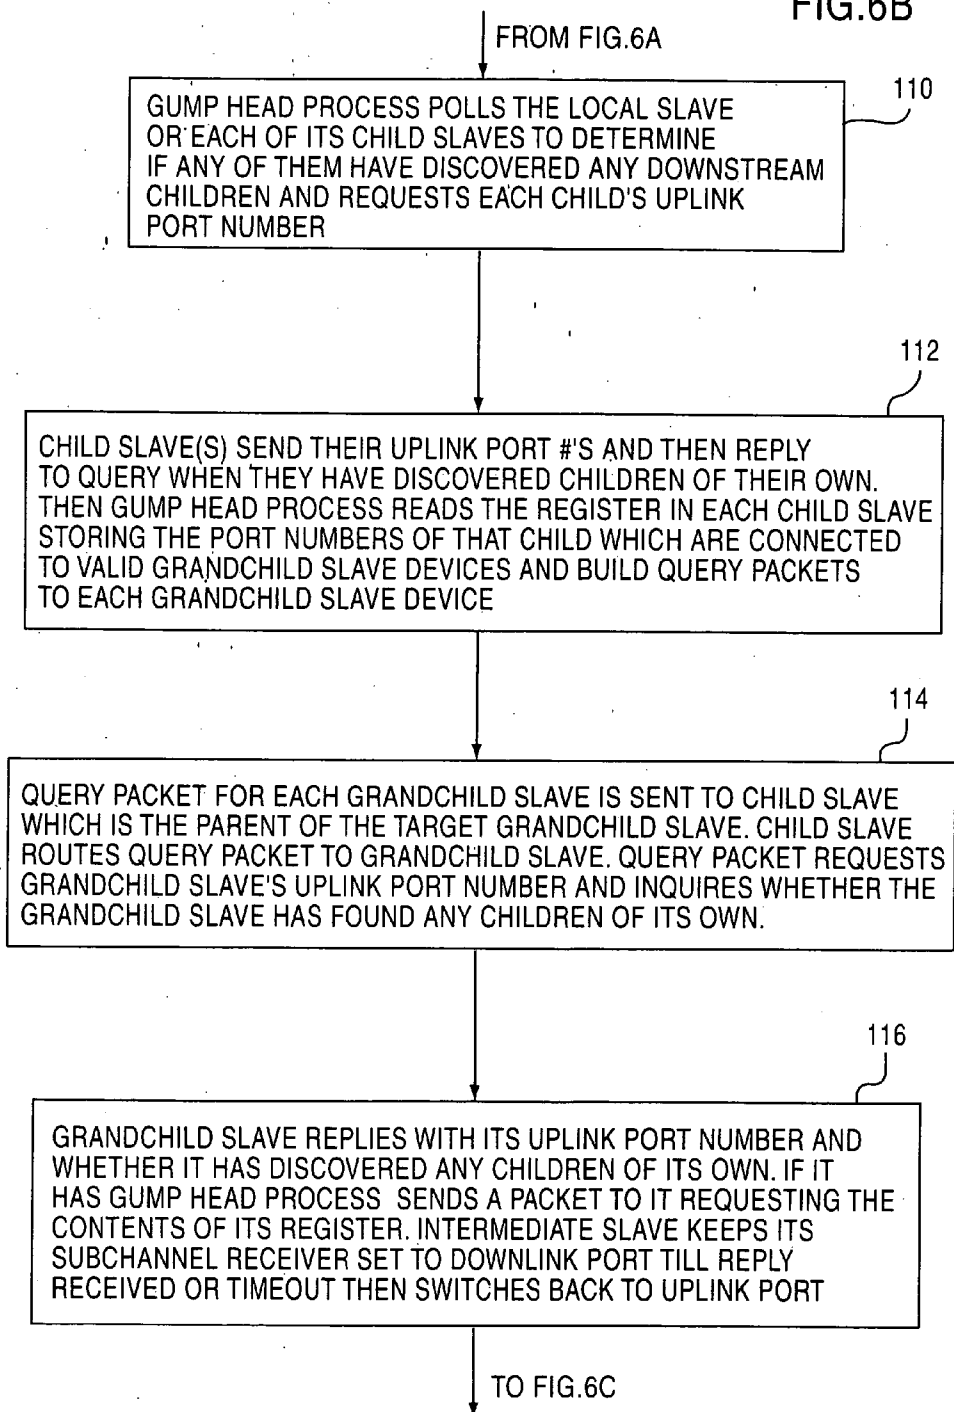 FIG.6B
FROM FIG.6A
110
GUMP HEAD PROCESS POLLS THE LOCAL SLAVE
OR EACH OF ITS CHILD SLAVES TO DETERMINE
IF ANY OF THEM HAVE DISCOVERED ANY DOWNSTREAM
CHILDREN AND REQUESTS EACH CHILD'S UPLINK
PORT NUMBER
112
CHILD SLAVE(S) SEND THEIR UPLINK PORT #'S AND THEN REPLY
TO QUERY WHEN THEY HAVE DISCOVERED CHILDREN OF THEIR OWN.
THEN GUMP HEAD PROCESS READS THE REGISTER IN EACH CHILD SLAVE
STORING THE PORT NUMBERS OF THAT CHILD WHICH ARE CONNECTED
TO VALID GRANDCHILD SLAVE DEVICES AND BUILD QUERY PACKETS
TO EACH GRANDCHILD SLAVE DEVICE
114
QUERY PACKET FOR EACH GRANDCHILD SLAVE IS SENT TO CHILD SLAVE
WHICH IS THE PARENT OF THE TARGET GRANDCHILD SLAVE. CHILD SLAVE
ROUTES QUERY PACKET TO GRANDCHILD SLAVE. QUERY PACKET REQUESTS
GRANDCHILD SLAVE'S UPLINK PORT NUMBER AND INQUIRES WHETHER THE
GRANDCHILD SLAVE HAS FOUND ANY CHILDREN OF ITS OWN.
116
GRANDCHILD SLAVE REPLIES WITH ITS UPLINK PORT NUMBER AND
WHETHER IT HAS DISCOVERED ANY CHILDREN OF ITS OWN. IF IT
HAS GUMP HEAD PROCESS SENDS A PACKET TO IT REQUESTING THE
CONTENTS OF ITS REGISTER. INTERMEDIATE SLAVE KEEPS ITS
SUBCHANNEL RECEIVER SET TO DOWNLINK PORT TILL REPLY
RECEIVED OR TIMEOUT THEN SWITCHES BACK TO UPLINK PORT
TO FIG.6C